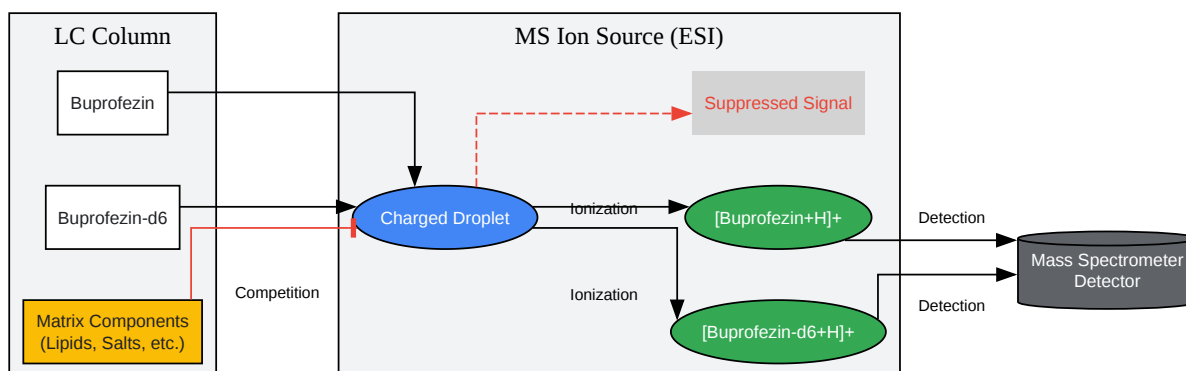 LC Column
MS Ion Source (ESI)
Buprofezin
Suppressed Signal
Buprofezin-d6
Charged Droplet
Ionization
[Buprofezin+H]+
Detection
Mass Spectrometer
Detector
Competition
Ionization
Detection
Matrix Components
(Lipids, Salts, etc.)
[Buprofezin-d6+H]+